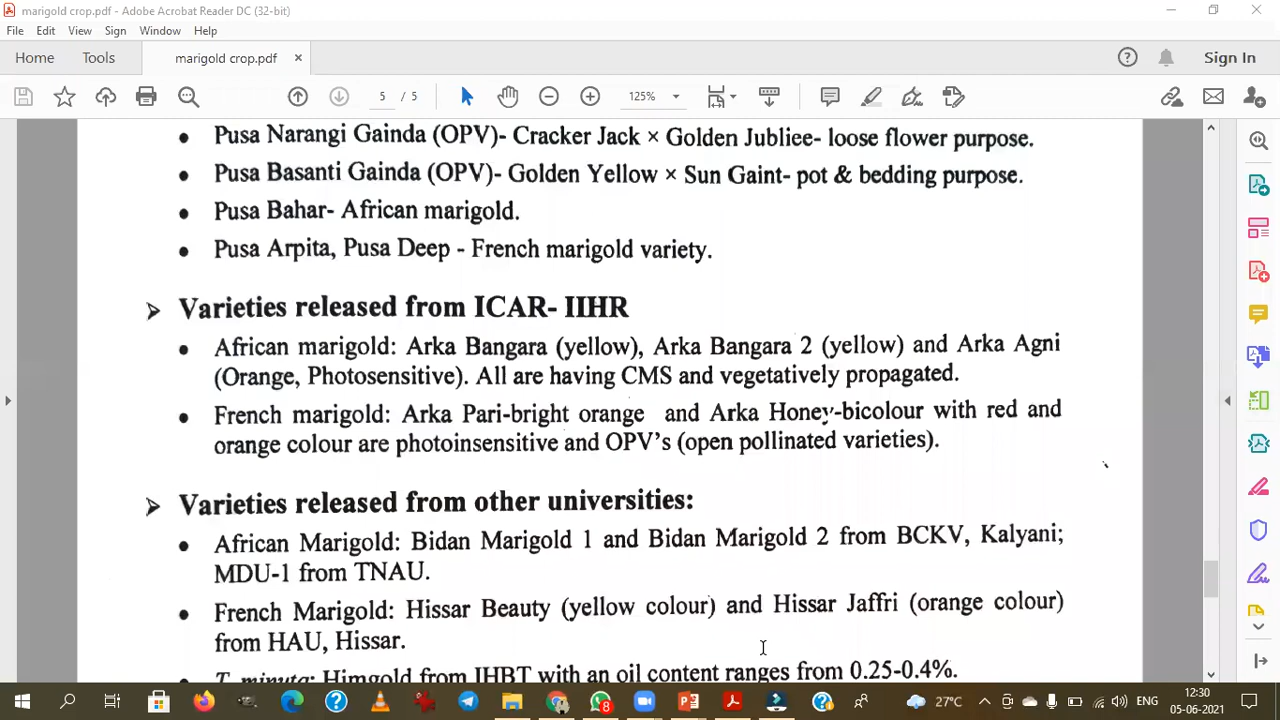 marigold crop.pdf - Adobe Acrobat Reader DC (32-bit)
File Edit View Sign Window Help
Home Tools marigold crop.pdf × Sign In
5 / 5 125%
• Pusa Narangi Gainda (OPV)- Cracker Jack × Golden Jubliee- loose flower purpose.
• Pusa Basanti Gainda (OPV)- Golden Yellow × Sun Gaint- pot & bedding purpose.
• Pusa Bahar- African marigold.
• Pusa Arpita, Pusa Deep - French marigold variety.
➢ Varieties released from ICAR- IIHR
• African marigold: Arka Bangara (yellow), Arka Bangara 2 (yellow) and Arka Agni
(Orange, Photosensitive). All are having CMS and vegetatively propagated.
• French marigold: Arka Pari-bright orange and Arka Honey-bicolour with red and
orange colour are photoinsensitive and OPV's (open pollinated varieties).
➢ Varieties released from other universities:
• African Marigold: Bidan Marigold 1 and Bidan Marigold 2 from BCKV, Kalyani;
MDU-1 from TNAU.
• French Marigold: Hissar Beauty (yellow colour) and Hissar Jaffri (orange colour)
from HAU, Hissar.
• T. minuta: Himgold from IHBT with an oil content ranges from 0.25-0.4%.
27°C ENG 12:30
05-06-2021